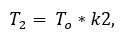 T₂ = Tₒ * k2,